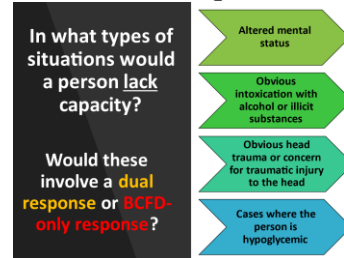 In what types of
situations would
a person lack
capacity?
Would these
involve a dual
response or BCFD-
only response?
Altered mental
status
Obvious
intoxication with
alcohol or illicit
substances
Obvious head
trauma or concern
for traumatic injury
to the head
Cases where the
person is
hypoglycemic